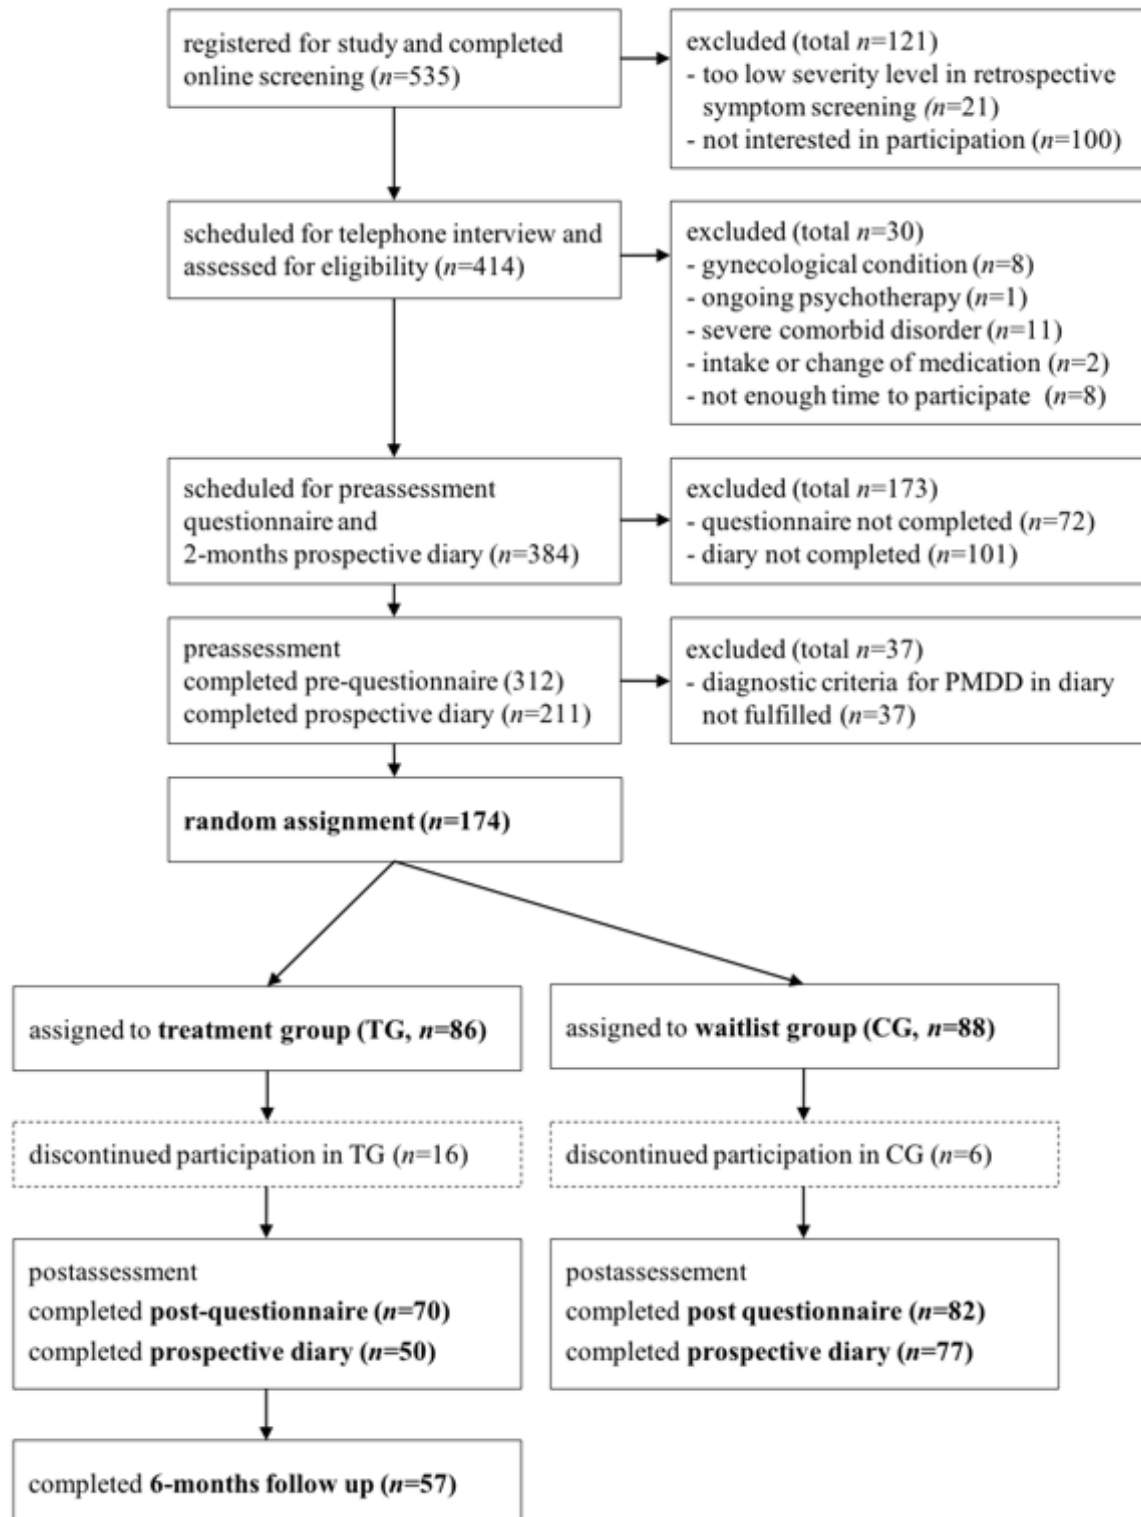 registered for study and completed
online screening (n=535)
excluded (total n=121)
- too low severity level in retrospective
symptom screening (n=21)
- not interested in participation (n=100)
scheduled for telephone interview and
assessed for eligibility (n=414)
excluded (total n=30)
- gynecological condition (n=8)
- ongoing psychotherapy (n=1)
- severe comorbid disorder (n=11)
- intake or change of medication (n=2)
- not enough time to participate (n=8)
scheduled for preassessment
questionnaire and
2-months prospective diary (n=384)
excluded (total n=173)
- questionnaire not completed (n=72)
- diary not completed (n=101)
preassessment
completed pre-questionnaire (312)
completed prospective diary (n=211)
excluded (total n=37)
- diagnostic criteria for PMDD in diary
not fulfilled (n=37)
random assignment (n=174)
assigned to treatment group (TG, n=86)
assigned to waitlist group (CG, n=88)
discontinued participation in TG (n=16)
discontinued participation in CG (n=6)
postassessment
completed post-questionnaire (n=70)
completed prospective diary (n=50)
postassessement
completed post questionnaire (n=82)
completed prospective diary (n=77)
completed 6-months follow up (n=57)